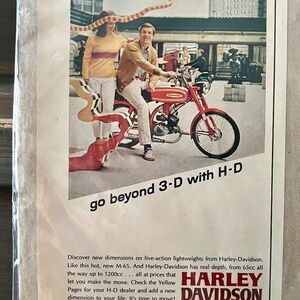 go beyond 3-D with H-D
Discover new dimensions on live-action lightweights from Harley-Davidson.
Like this hot, new M-65. And Harley-Davidson has real depth, from 65cc all
the way up to 1200cc . . . all at prices that
let you make the move. Check the Yellow
Pages for your H-D dealer and add a new
dimension to your life. It's time to move!
HARLEY
DAVIDSON